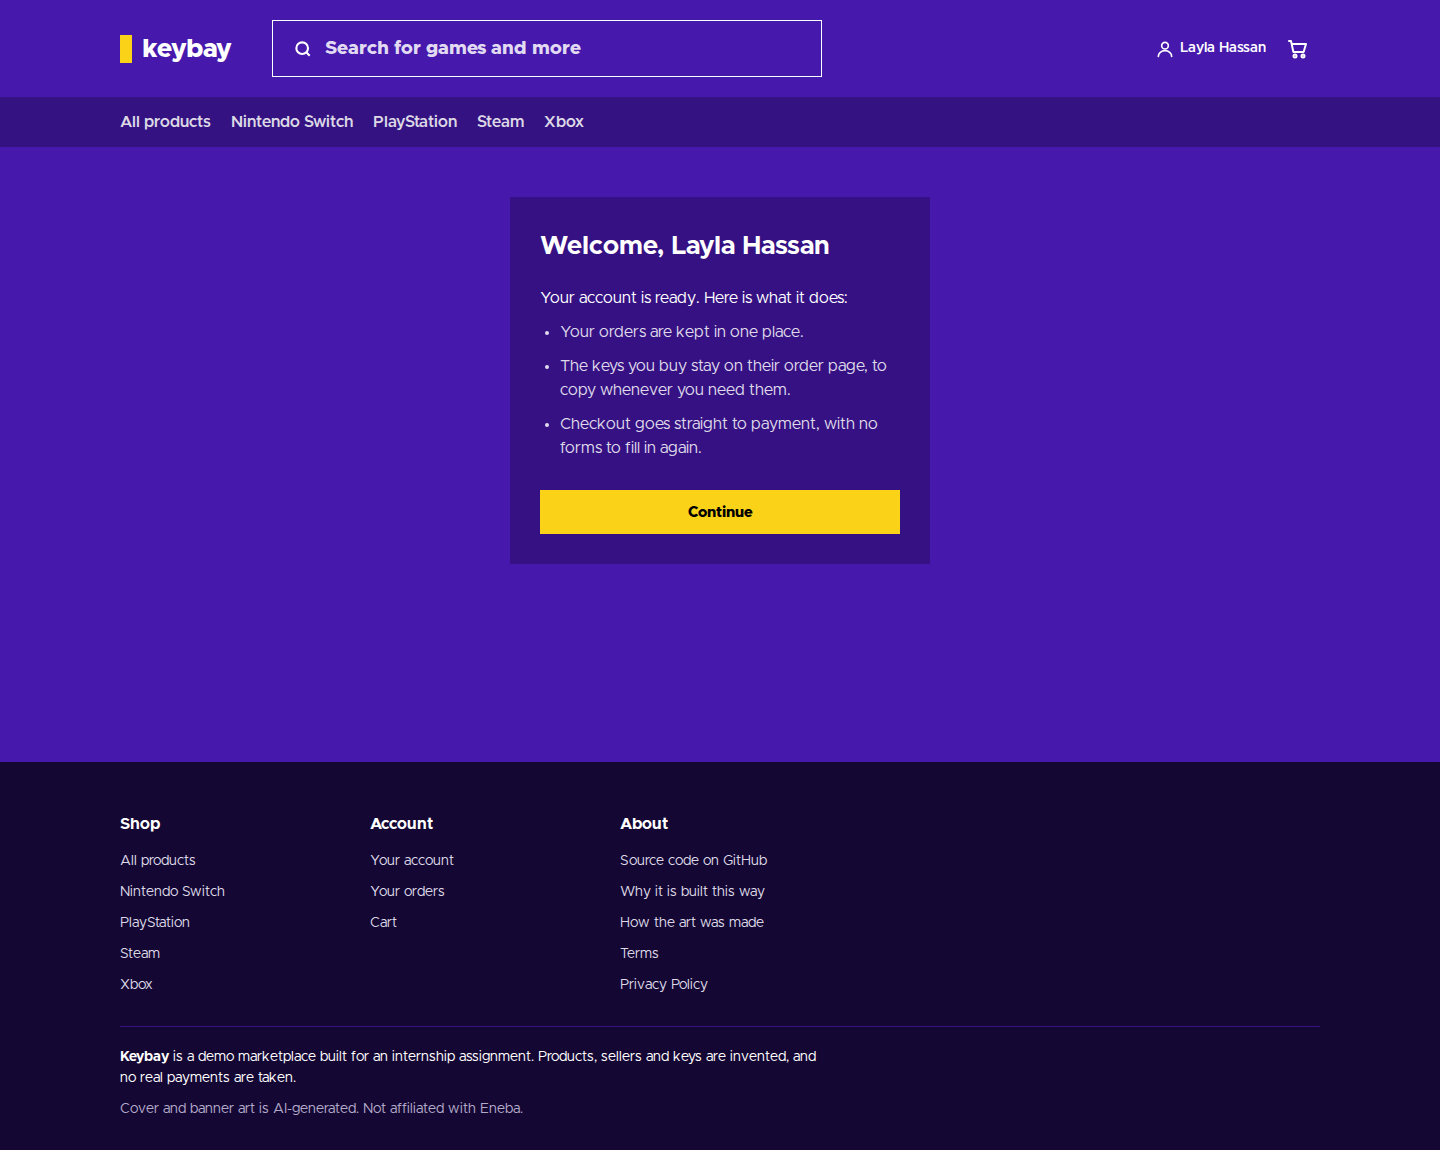 keybay
Search for games and more
Layla Hassan
All products Nintendo Switch PlayStation Steam Xbox
Welcome, Layla Hassan
Your account is ready. Here is what it does:
• Your orders are kept in one place.
• The keys you buy stay on their order page, to
copy whenever you need them.
• Checkout goes straight to payment, with no
forms to fill in again.
Continue
Shop
All products
Nintendo Switch
PlayStation
Steam
Xbox
Account
Your account
Your orders
Cart
About
Source code on GitHub
Why it is built this way
How the art was made
Terms
Privacy Policy
Keybay is a demo marketplace built for an internship assignment. Products, sellers and keys are invented, and
no real payments are taken.
Cover and banner art is AI-generated. Not affiliated with Eneba.